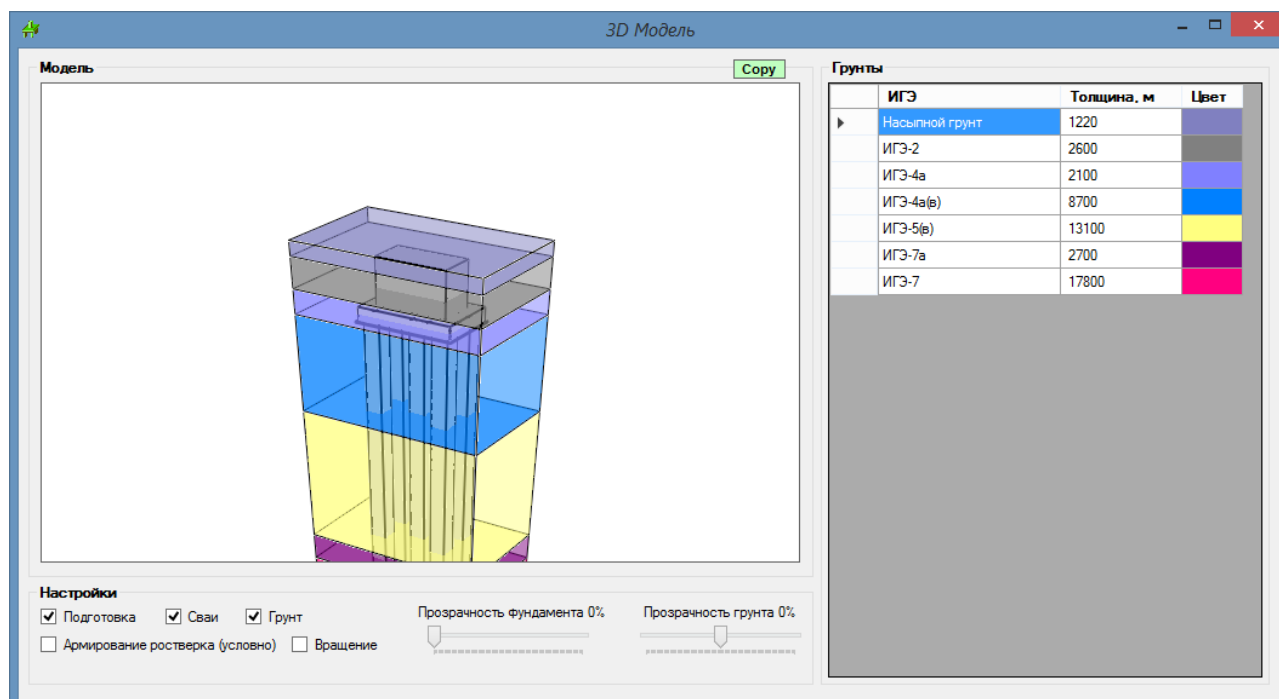 3D Модель
Модель
Copy
Грунты
ИГЭ Толщина, м Цвет
Насыпной грунт 1220
ИГЭ-2 2600
ИГЭ-4а 2100
ИГЭ-4а(в) 8700
ИГЭ-5(в) 13100
ИГЭ-7а 2700
ИГЭ-7 17800
Настройки
Подготовка Сваи Грунт
Армирование ростверка (условно) Вращение
Прозрачность фундамента 0% Прозрачность грунта 0%